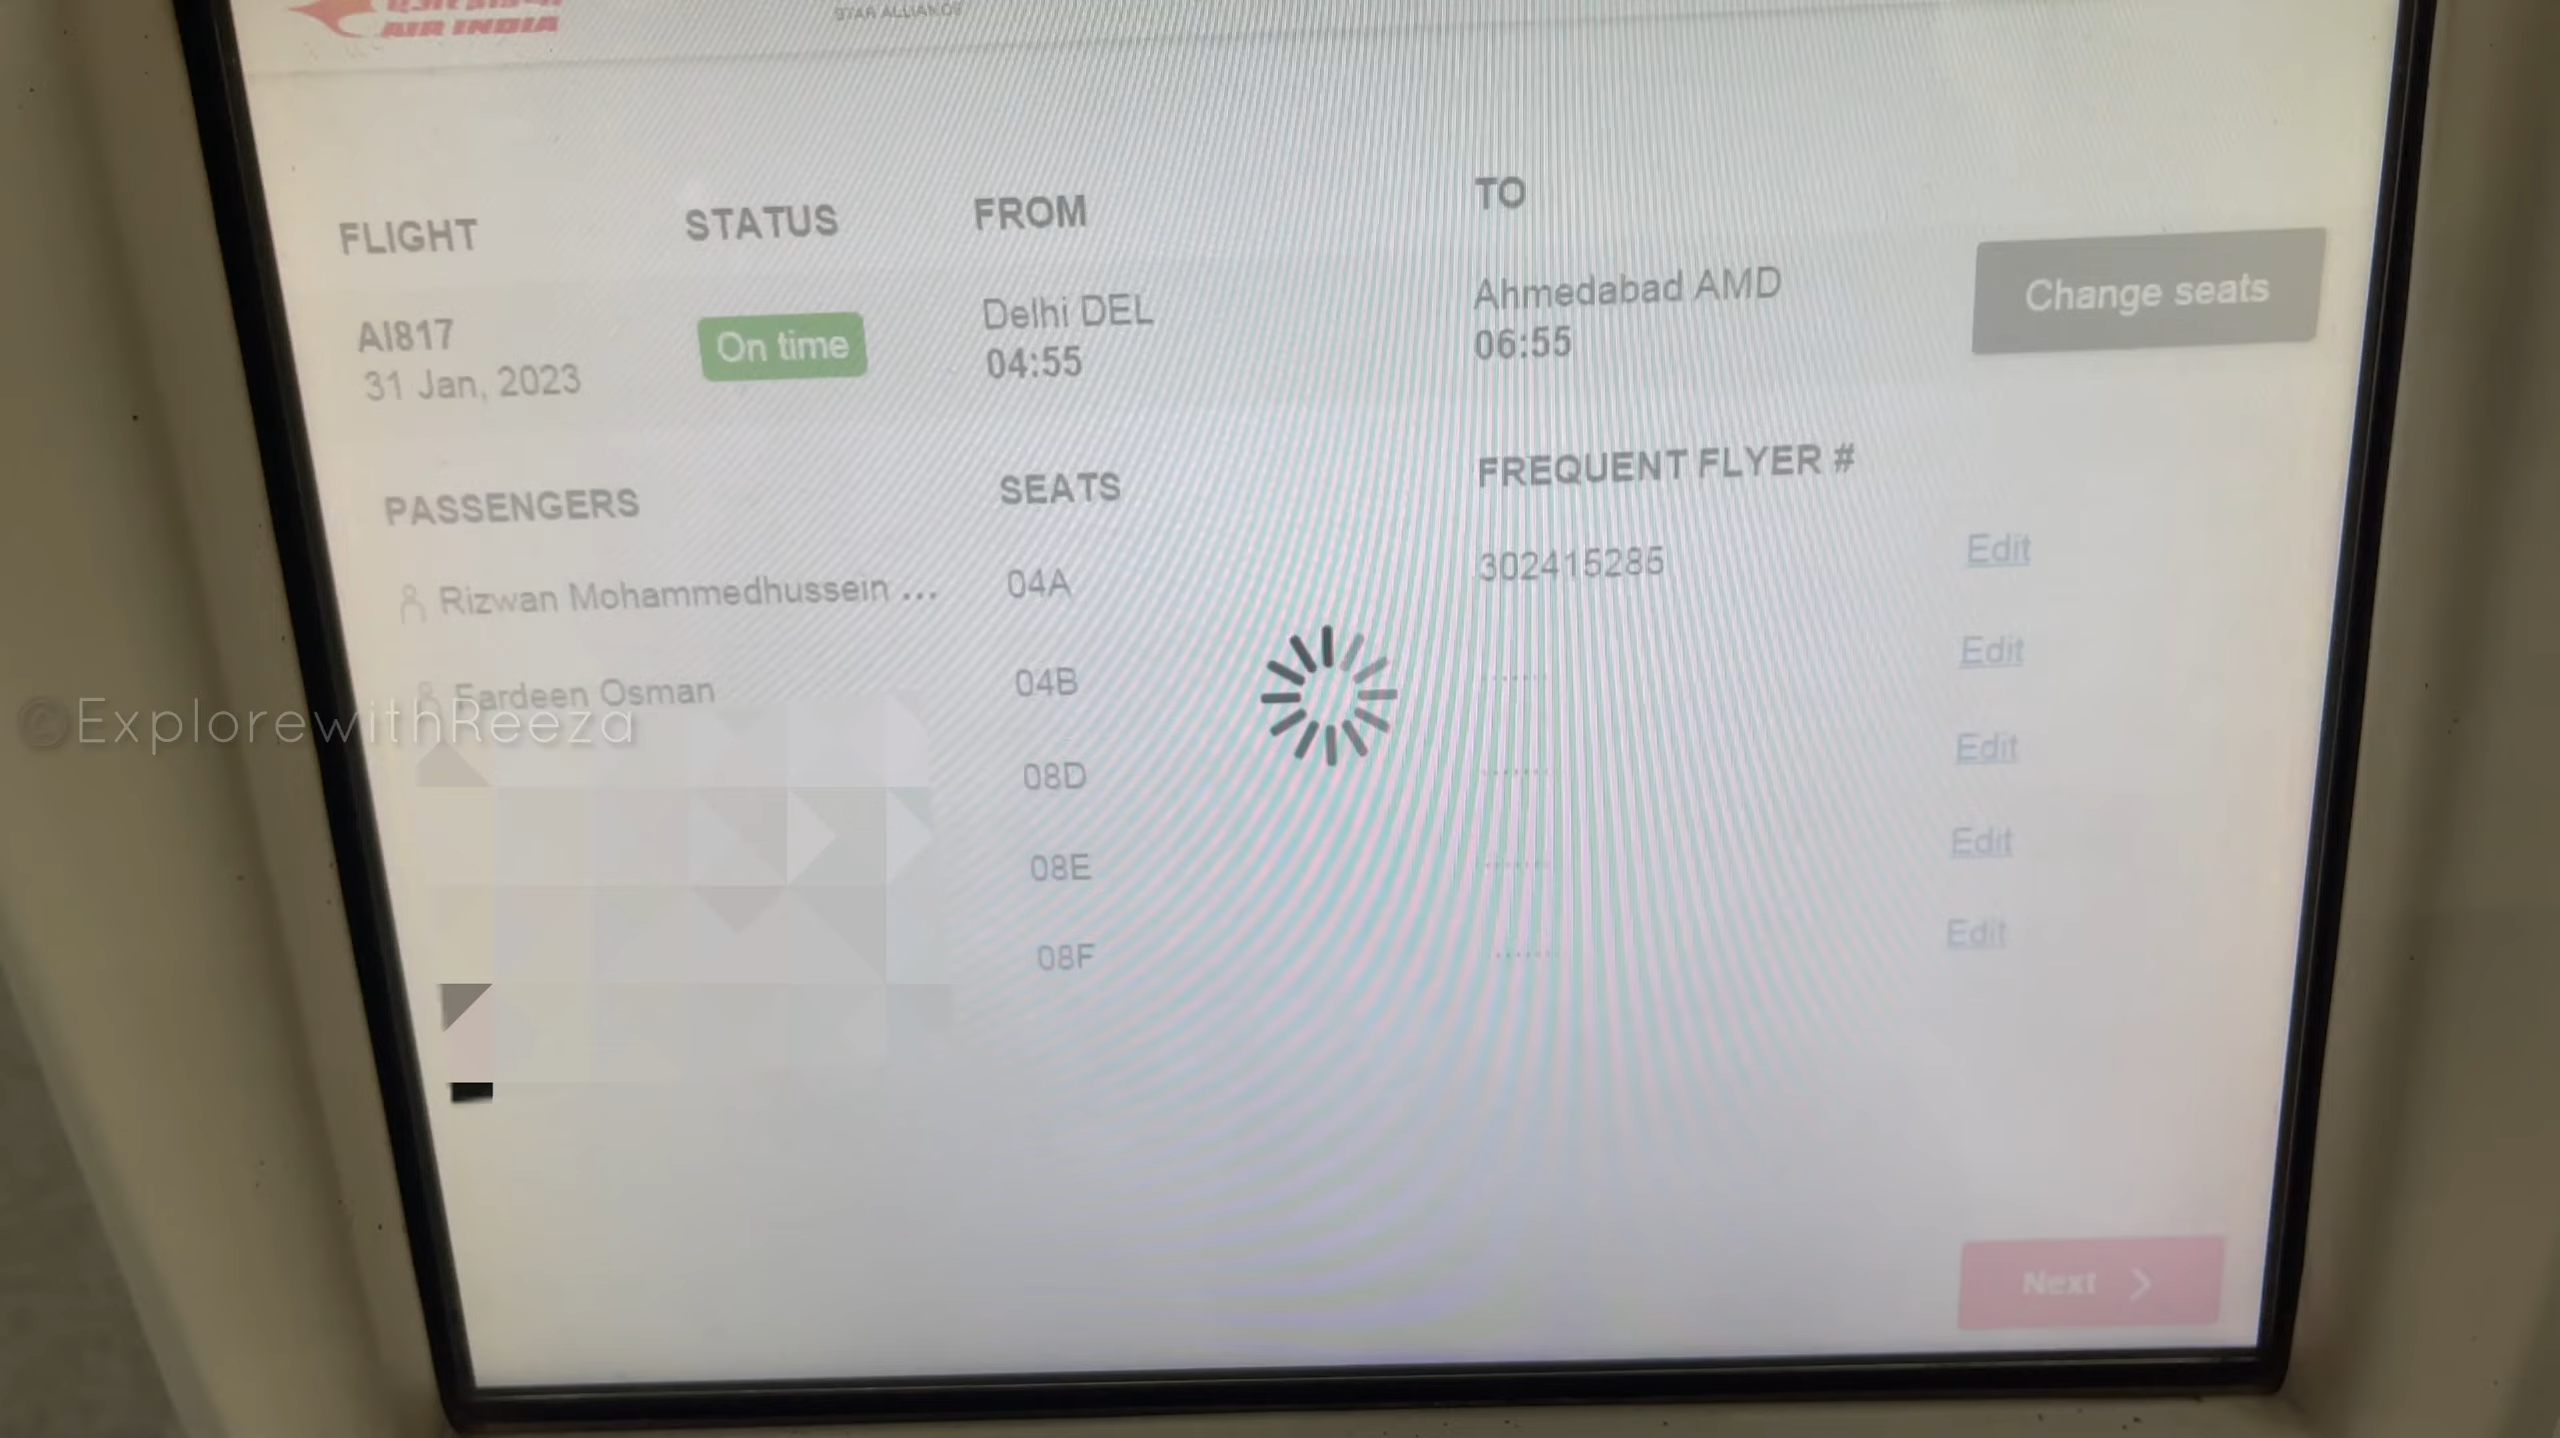 AIR INDIA
STAR ALLIANCE
FLIGHT STATUS FROM TO
AI817 On time Delhi DEL Ahmedabad AMD Change seats
31 Jan, 2023 04:55 06:55
PASSENGERS SEATS FREQUENT FLYER #
Rizwan Mohammedhussein ... 04A 302415285 Edit
Fardeen Osman 04B Edit
©ExplorewithReeza
08D Edit
08E Edit
08F Edit
Next